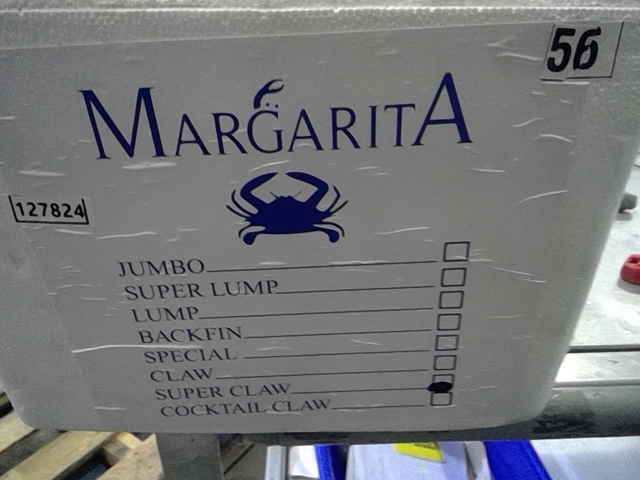 56
MARGARITA
127824
JUMBO
SUPER LUMP
LUMP
BACKFIN
SPECIAL
CLAW
SUPER CLAW
COCKTAIL CLAW